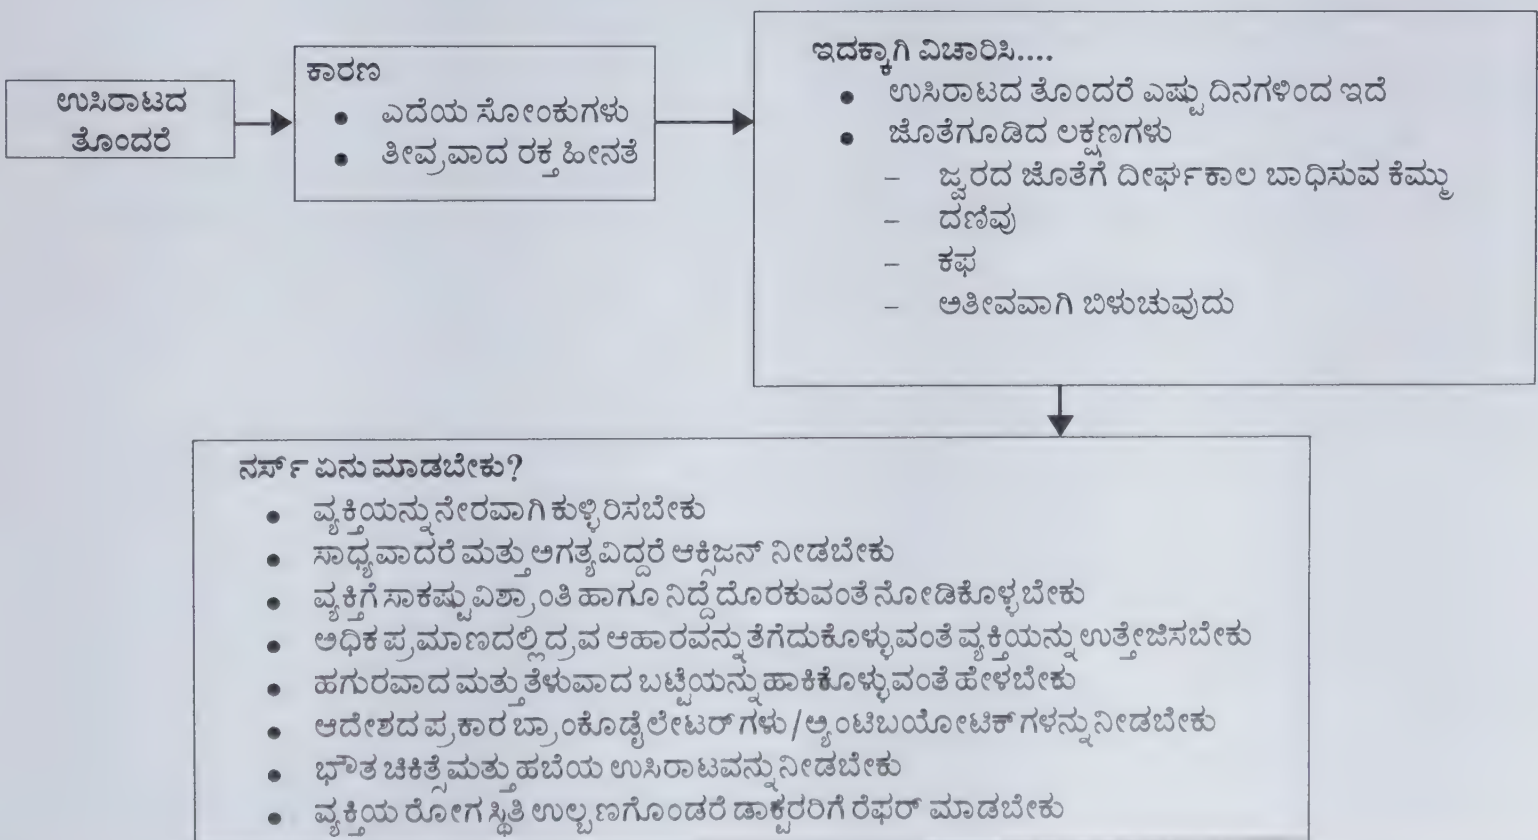 ಉಸಿರಾಟದ
ತೊಂದರೆ
ಕಾರಣ
• ಎದೆಯ ಸೋಂಕುಗಳು
• ತೀವ್ರವಾದ ರಕ್ತ ಹೀನತೆ
ಇದಕ್ಕಾಗಿ ವಿಚಾರಿಸಿ....
• ಉಸಿರಾಟದ ತೊಂದರೆ ಎಷ್ಟು ದಿನಗಳಿಂದ ಇದೆ
• ಜೊತೆಗೂಡಿದ ಲಕ್ಷಣಗಳು
– ಜ್ವರದ ಜೊತೆಗೆ ದೀರ್ಘಕಾಲ ಬಾಧಿಸುವ ಕೆಮ್ಮು
– ದಣಿವು
– ಕಫ
– ಅತೀವವಾಗಿ ಬಿಳುಚುವುದು
ನರ್ಸ್ ಏನು ಮಾಡಬೇಕು?
• ವ್ಯಕ್ತಿಯನ್ನು ನೇರವಾಗಿ ಕುಳ್ಳಿರಿಸಬೇಕು
• ಸಾಧ್ಯವಾದರೆ ಮತ್ತು ಅಗತ್ಯವಿದ್ದರೆ ಆಕ್ಸಿಜನ್ ನೀಡಬೇಕು
• ವ್ಯಕ್ತಿಗೆ ಸಾಕಷ್ಟು ವಿಶ್ರಾಂತಿ ಹಾಗೂ ನಿದ್ದೆ ದೊರಕುವಂತೆ ನೋಡಿಕೊಳ್ಳಬೇಕು
• ಅಧಿಕ ಪ್ರಮಾಣದಲ್ಲಿ ದ್ರವ ಆಹಾರವನ್ನು ತೆಗೆದುಕೊಳ್ಳುವಂತೆ ವ್ಯಕ್ತಿಯನ್ನು ಉತ್ತೇಜಿಸಬೇಕು
• ಹಗುರವಾದ ಮತ್ತು ತೆಳುವಾದ ಬಟ್ಟೆಯನ್ನು ಹಾಕಿಕೊಳ್ಳುವಂತೆ ಹೇಳಬೇಕು
• ಆದೇಶದ ಪ್ರಕಾರ ಬ್ರಾಂಕೊಡೈಲೇಟರ್‌ಗಳು/ಆ್ಯಂಟಿಬಯೋಟಿಕ್‌ಗಳನ್ನು ನೀಡಬೇಕು
• ಭೌತ ಚಿಕಿತ್ಸೆ ಮತ್ತು ಹಬೆಯ ಉಸಿರಾಟವನ್ನು ನೀಡಬೇಕು
• ವ್ಯಕ್ತಿಯ ರೋಗ ಸ್ಥಿತಿ ಉಲ್ಬಣಗೊಂಡರೆ ಡಾಕ್ಟರರಿಗೆ ರೆಫರ್ ಮಾಡಬೇಕು